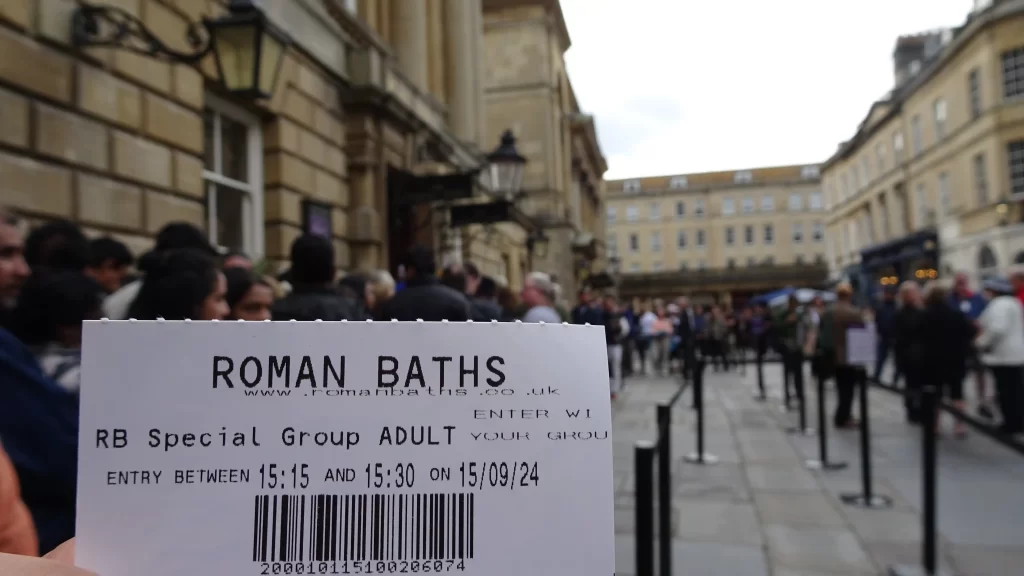 ROMAN BATHS
www.romanbaths.co.uk
ENTER WI
RB Special Group ADULT YOUR GROU
ENTRY BETWEEN 15:15 AND 15:30 ON 15/09/24
200010115100206074